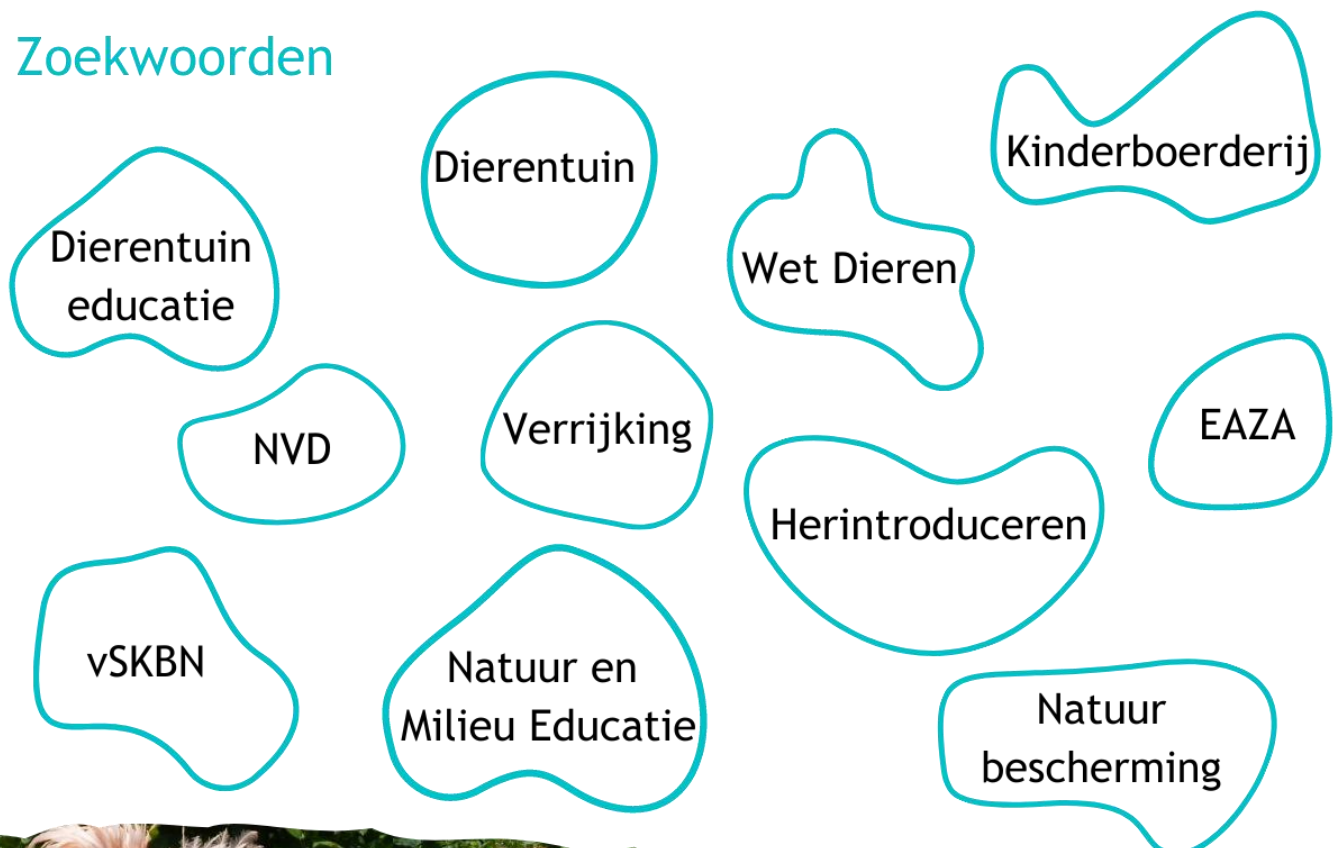 Zoekwoorden
Dierentuin
Kinderboerderij
Dierentuin
educatie
Wet Dieren
NVD
Verrijking
EAZA
Herintroduceren
vSKBN
Natuur en
Milieu Educatie
Natuur
bescherming